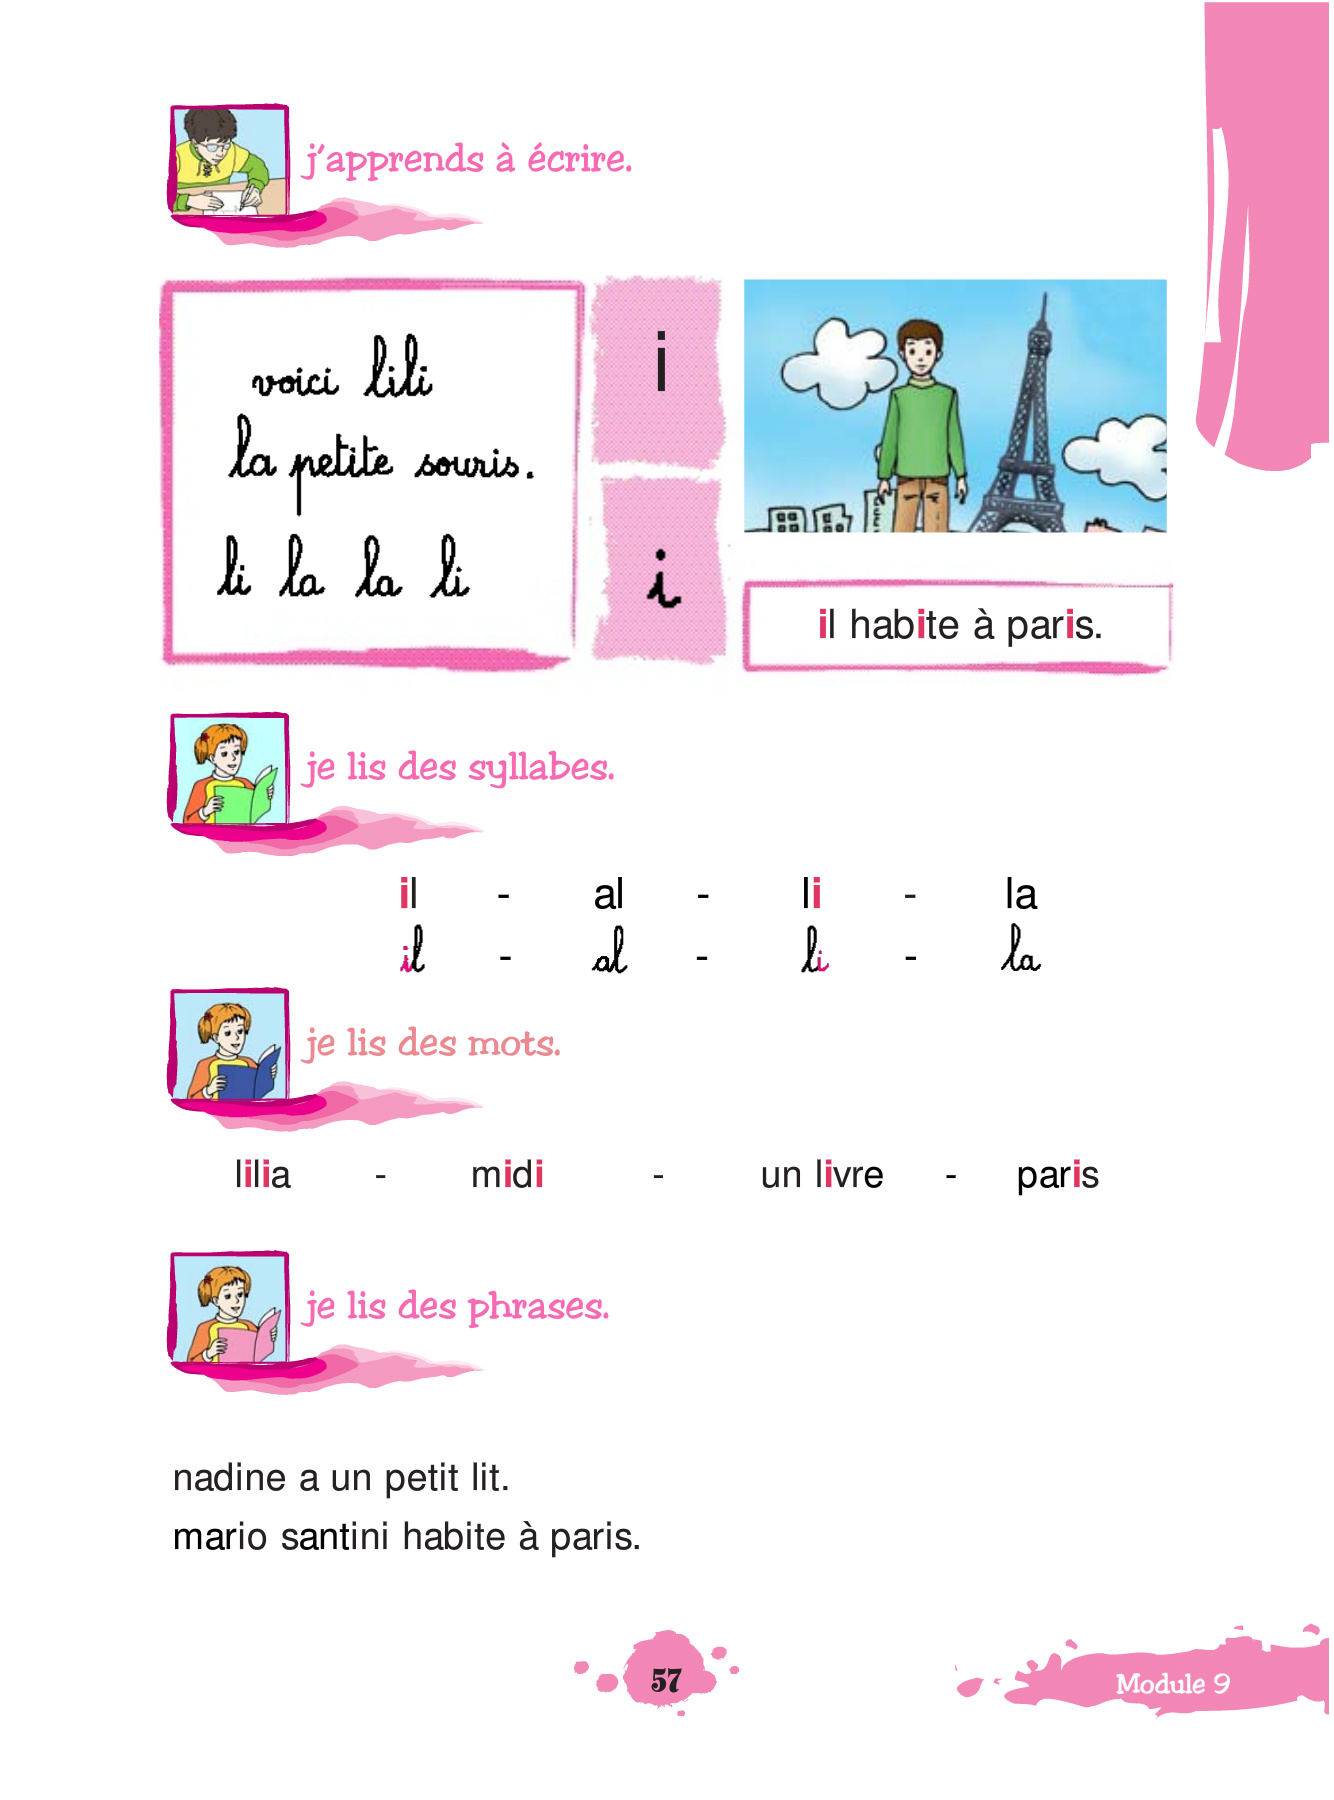 j'apprends à écrire.
voici lili
la petite souris.
li la la li
i
i
il habite à paris.
je lis des syllabes.
il - al - li - la
il - al - li - la
je lis des mots.
lilia - midi - un livre - paris
je lis des phrases.
nadine a un petit lit.
mario santini habite à paris.
57
Module 9